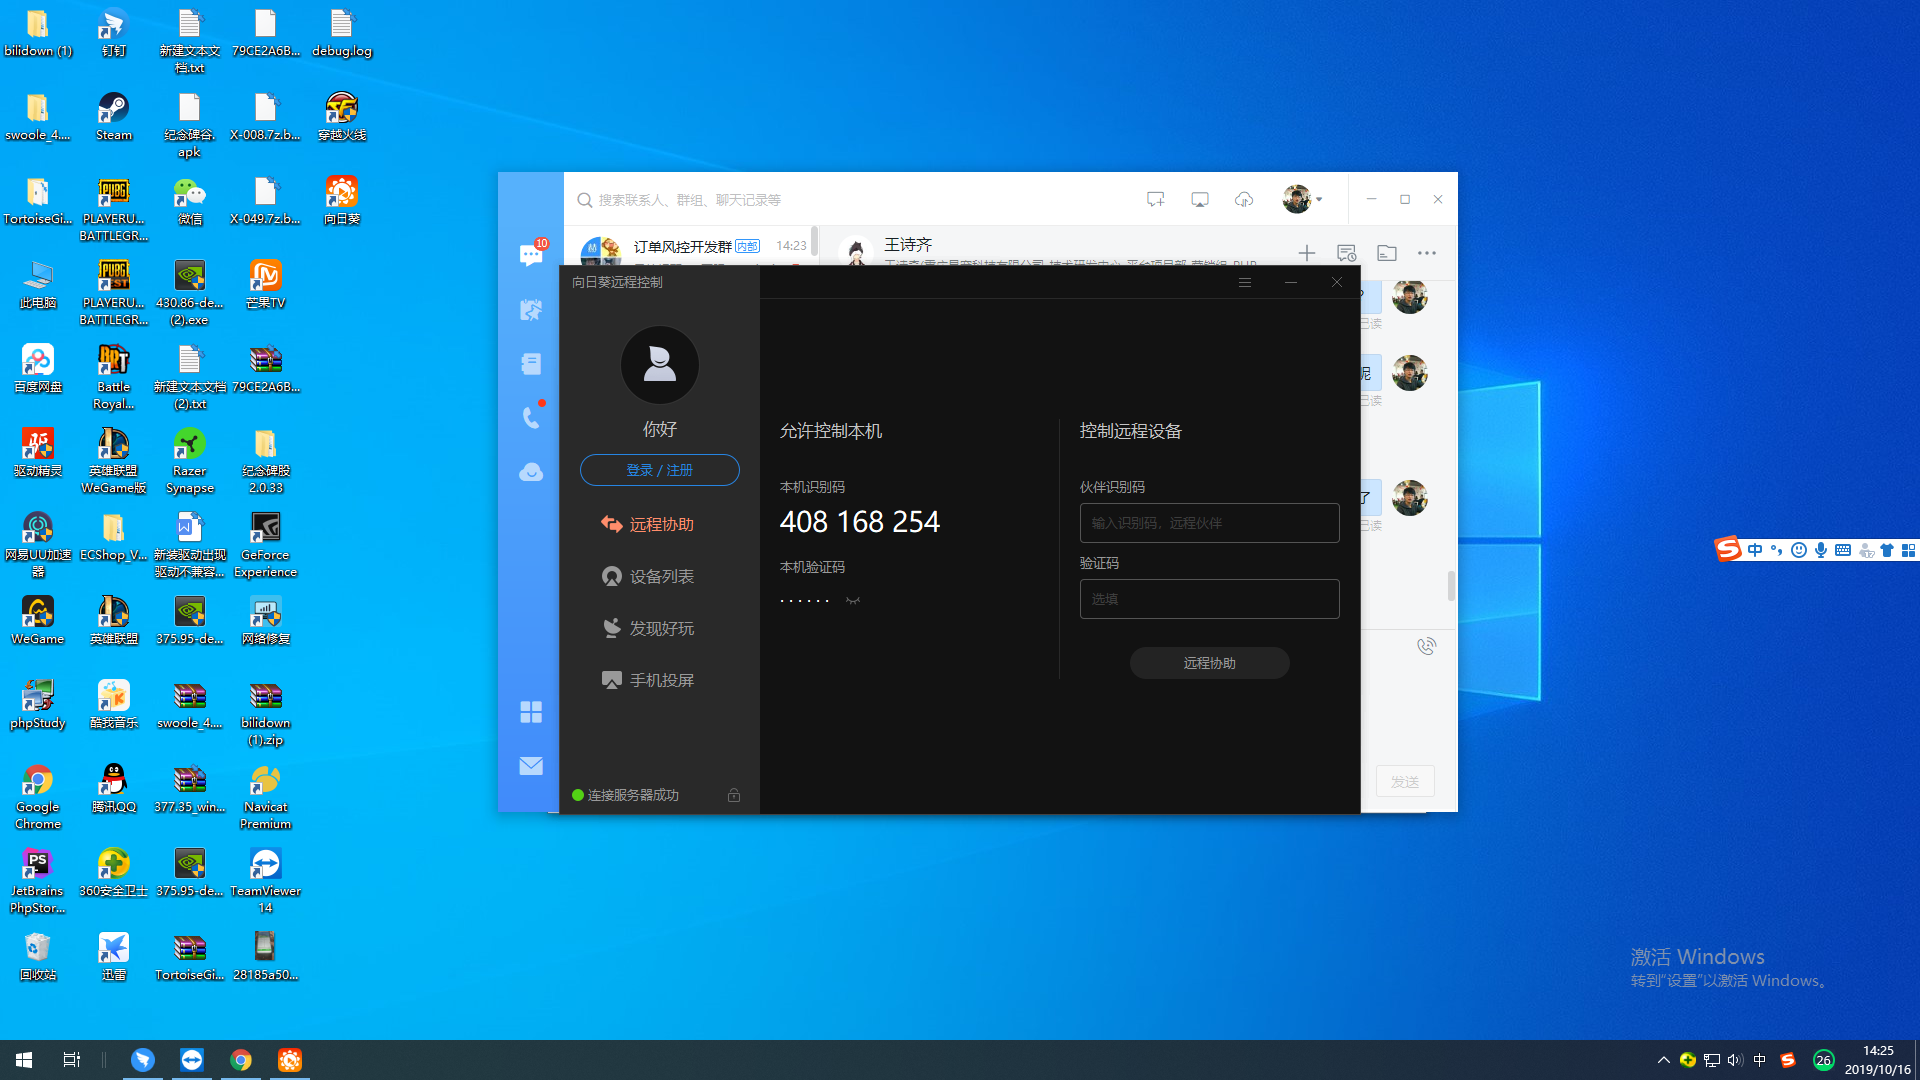 bilidown (1)
钉钉
新建文本文
档.txt
79CE2A6B...
debug.log
swoole_4....
Steam
纪念碑谷.
apk
X-008.7z.b...
穿越火线
TortoiseGi...
PLAYERU...
BATTLEGR...
微信
X-049.7z.b...
向日葵
此电脑
PLAYERU...
BATTLEGR...
430.86-de...
(2).exe
芒果TV
百度网盘
Battle
Royal...
新建文本文档
(2).txt
79CE2A6B...
驱动精灵
英雄联盟
WeGame版
Razer
Synapse
纪念碑股
2.0.33
网易UU加速
器
ECShop_V...
新装驱动出现
驱动不兼容...
GeForce
Experience
WeGame
英雄联盟
375.95-de...
网络修复
phpStudy
酷我音乐
swoole_4....
bilidown
(1).zip
Google
Chrome
腾讯QQ
377.35_win...
Navicat
Premium
JetBrains
PhpStor...
360安全卫士
375.95-de...
TeamViewer
14
回收站
迅雷
TortoiseGi...
28185a50...
搜索联系人、群组、聊天记录等
10
订单风控开发群 内部 14:23
王诗齐
已读
呢
已读
了
已读
发送
向日葵远程控制
你好
登录 / 注册
远程协助
设备列表
发现好玩
手机投屏
连接服务器成功
允许控制本机
本机识别码
408 168 254
本机验证码
······
控制远程设备
伙伴识别码
输入识别码，远程伙伴
验证码
选填
远程协助
中
激活 Windows
转到“设置”以激活 Windows。
中
26
14:25
2019/10/16